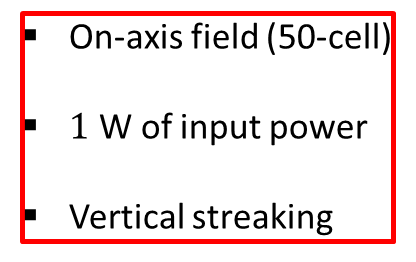 ▪ On-axis field (50-cell)
▪ 1 W of input power
▪ Vertical streaking